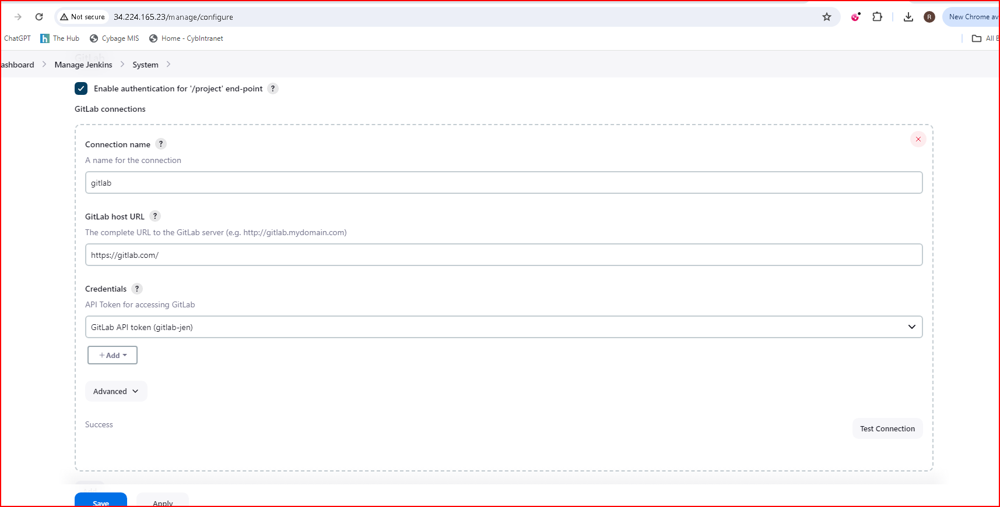 Not secure 34.224.165.23/manage/configure R New Chrome av
ChatGPT h The Hub Cybage MIS Home - CybIntranet All B
GitLab
ashboard Manage Jenkins System
Enable authentication for '/project' end-point ?
GitLab connections
Connection name ?
A name for the connection
gitlab
GitLab host URL ?
The complete URL to the GitLab server (e.g. http://gitlab.mydomain.com)
https://gitlab.com/
Credentials ?
API Token for accessing GitLab
GitLab API token (gitlab-jen)
+ Add
Advanced
Success
Test Connection
Add
Save Apply